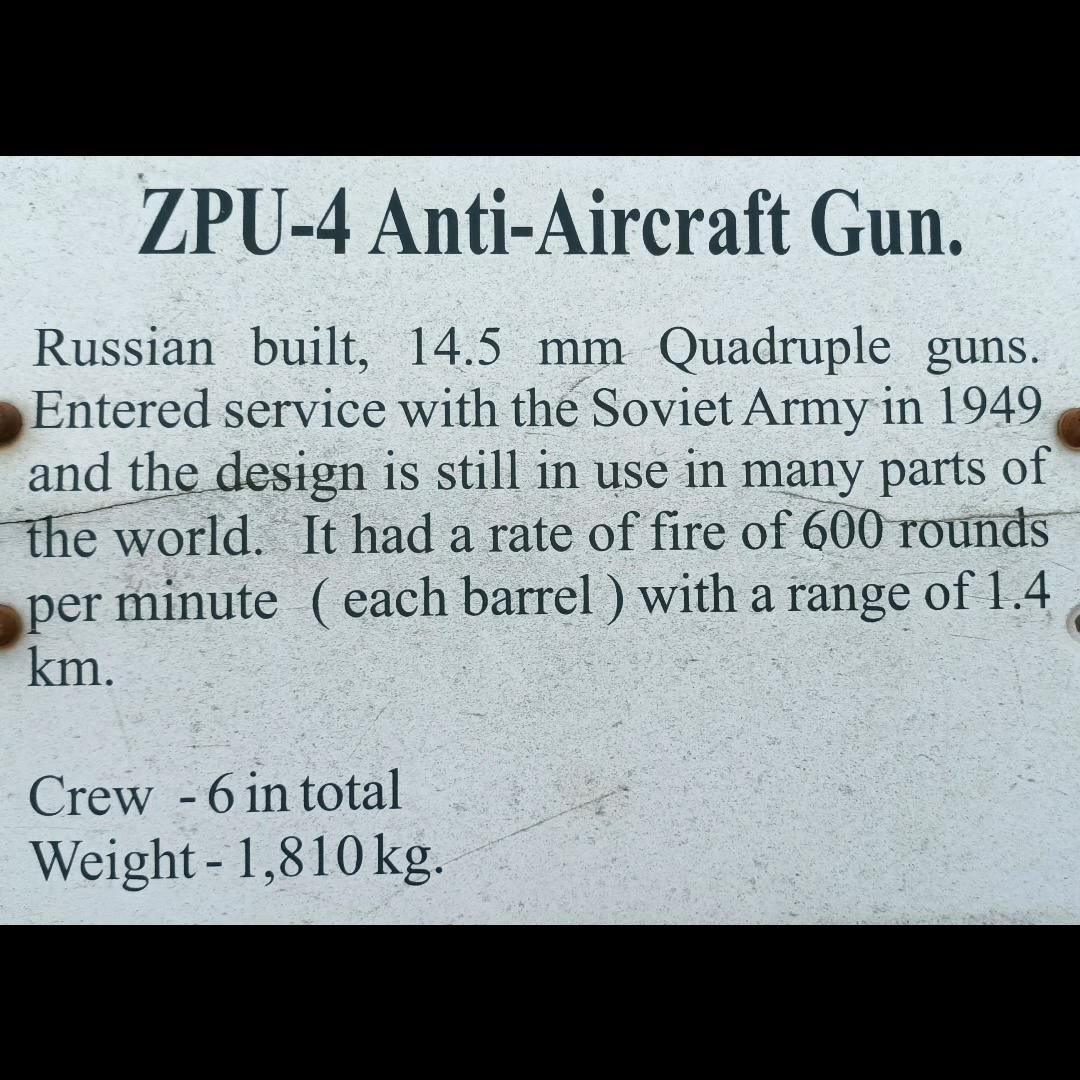 ZPU-4 Anti-Aircraft Gun.
Russian built, 14.5 mm Quadruple guns.
Entered service with the Soviet Army in 1949
and the design is still in use in many parts of
the world. It had a rate of fire of 600 rounds
per minute ( each barrel ) with a range of 1.4
km.
Crew - 6 in total
Weight - 1,810 kg.